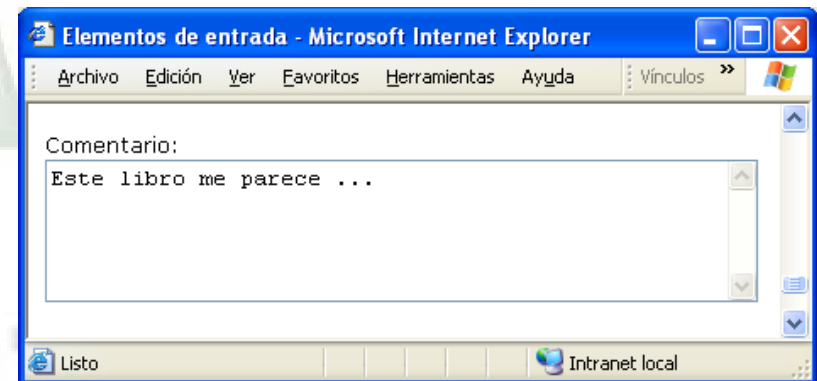 Elementos de entrada - Microsoft Internet Explorer
Archivo Edición Ver Favoritos Herramientas Ayuda Vínculos »
Comentario:
Este libro me parece ...
Listo Intranet local